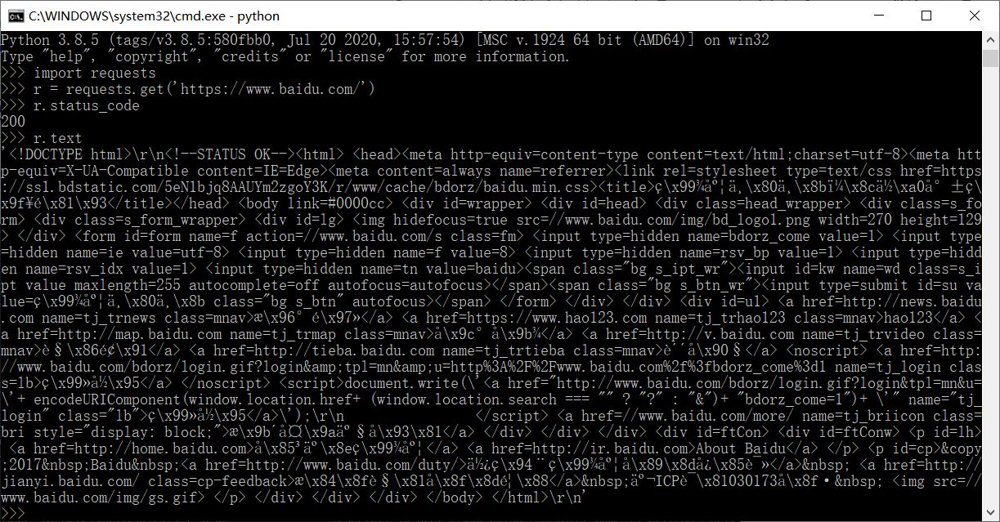 C:\WINDOWS\system32\cmd.exe - python
Python 3.8.5 (tags/v3.8.5:580fbb0, Jul 20 2020, 15:57:54) [MSC v.1924 64 bit (AMD64)] on win32
Type "help", "copyright", "credits" or "license" for more information.
>>> import requests
>>> r = requests.get('https://www.baidu.com/')
>>> r.status_code
200
>>> r.text
'<!DOCTYPE html>\r\n<!--STATUS OK--><html> <head><meta http-equiv=content-type content=text/html;charset=utf-8><meta htt
p-equiv=X-UA-Compatible content=IE=Edge><meta content=always name=referrer><link rel=stylesheet type=text/css href=https
://ssl.bdstatic.com/5eN1bjq8AAUYm2zgoY3K/r/www/cache/bdorz/baidu.min.css><title>ç\x99¾åº¦ä¸\x80ä¸\x8bï¼\x8cä½\xa0å°±ç\
x9f¥é\x81\x93</title></head> <body link=#0000cc> <div id=wrapper> <div id=head> <div class=head_wrapper> <div class=s_fo
rm> <div class=s_form_wrapper> <div id=lg> <img hidefocus=true src=//www.baidu.com/img/bd_logo1.png width=270 height=129
> </div> <form id=form name=f action=//www.baidu.com/s class=fm> <input type=hidden name=bdorz_come value=1> <input type
=hidden name=ie value=utf-8> <input type=hidden name=f value=8> <input type=hidden name=rsv_bp value=1> <input type=hidd
en name=rsv_idx value=1> <input type=hidden name=tn value=baidu><span class="bg s_ipt_wr"><input id=kw name=wd class=s_i
pt value maxlength=255 autocomplete=off autofocus=autofocus></span><span class="bg s_btn_wr"><input type=submit id=su va
lue=ç\x99¾åº¦ä¸\x80ä¸\x8b class="bg s_btn" autofocus></span> </form> </div> </div> <div id=u1> <a href=http://news.baidu
.com name=tj_trnews class=mnav>æ\x96°é\x97»</a> <a href=https://www.hao123.com name=tj_trhao123 class=mnav>hao123</a> <
a href=http://map.baidu.com name=tj_trmap class=mnav>å\x9c°å\x9b¾</a> <a href=http://v.baidu.com name=tj_trvideo class=
mnav>è§\x86é¢\x91</a> <a href=http://tieba.baidu.com name=tj_trtieba class=mnav>è´´å\x90§</a> <noscript> <a href=http:
//www.baidu.com/bdorz/login.gif?login&amp;tpl=mn&amp;u=http%3A%2F%2Fwww.baidu.com%2f%3fbdorz_come%3d1 name=tj_login clas
s=lb>ç\x99»å½\x95</a> </noscript> <script>document.write(\'<a href="http://www.baidu.com/bdorz/login.gif?login&tpl=mn&u=
\'+ encodeURIComponent(window.location.href+ (window.location.search === "" ? "?" : "&")+ "bdorz_come=1")+ \'" name="tj_
login" class="lb">ç\x99»å½\x95</a>\');\r\n                </script> <a href=//www.baidu.com/more/ name=tj_briicon class=
bri style="display: block;">æ\x9b´å¤\x9aäº§å\x93\x81</a> </div> </div> </div> <div id=ftCon> <div id=ftConw> <p id=lh>
 <a href=http://home.baidu.com>å\x85³äº\x8eç\x99¾åº¦</a> <a href=http://ir.baidu.com>About Baidu</a> </p> <p id=cp>&copy
;2017&nbsp;Baidu&nbsp;<a href=http://www.baidu.com/duty/>ä½¿ç\x94¨ç\x99¾åº¦å\x89\x8då¿\x85è¯»</a>&nbsp; <a href=http://
jianyi.baidu.com/ class=cp-feedback>æ\x84\x8fè§\x81å\x8f\x8dé¦\x88</a>&nbsp;äº¬ICPè¯\x81030173å\x8f·&nbsp; <img src=//
www.baidu.com/img/gs.gif> </p> </div> </div> </div> </body> </html>\r\n'
>>>